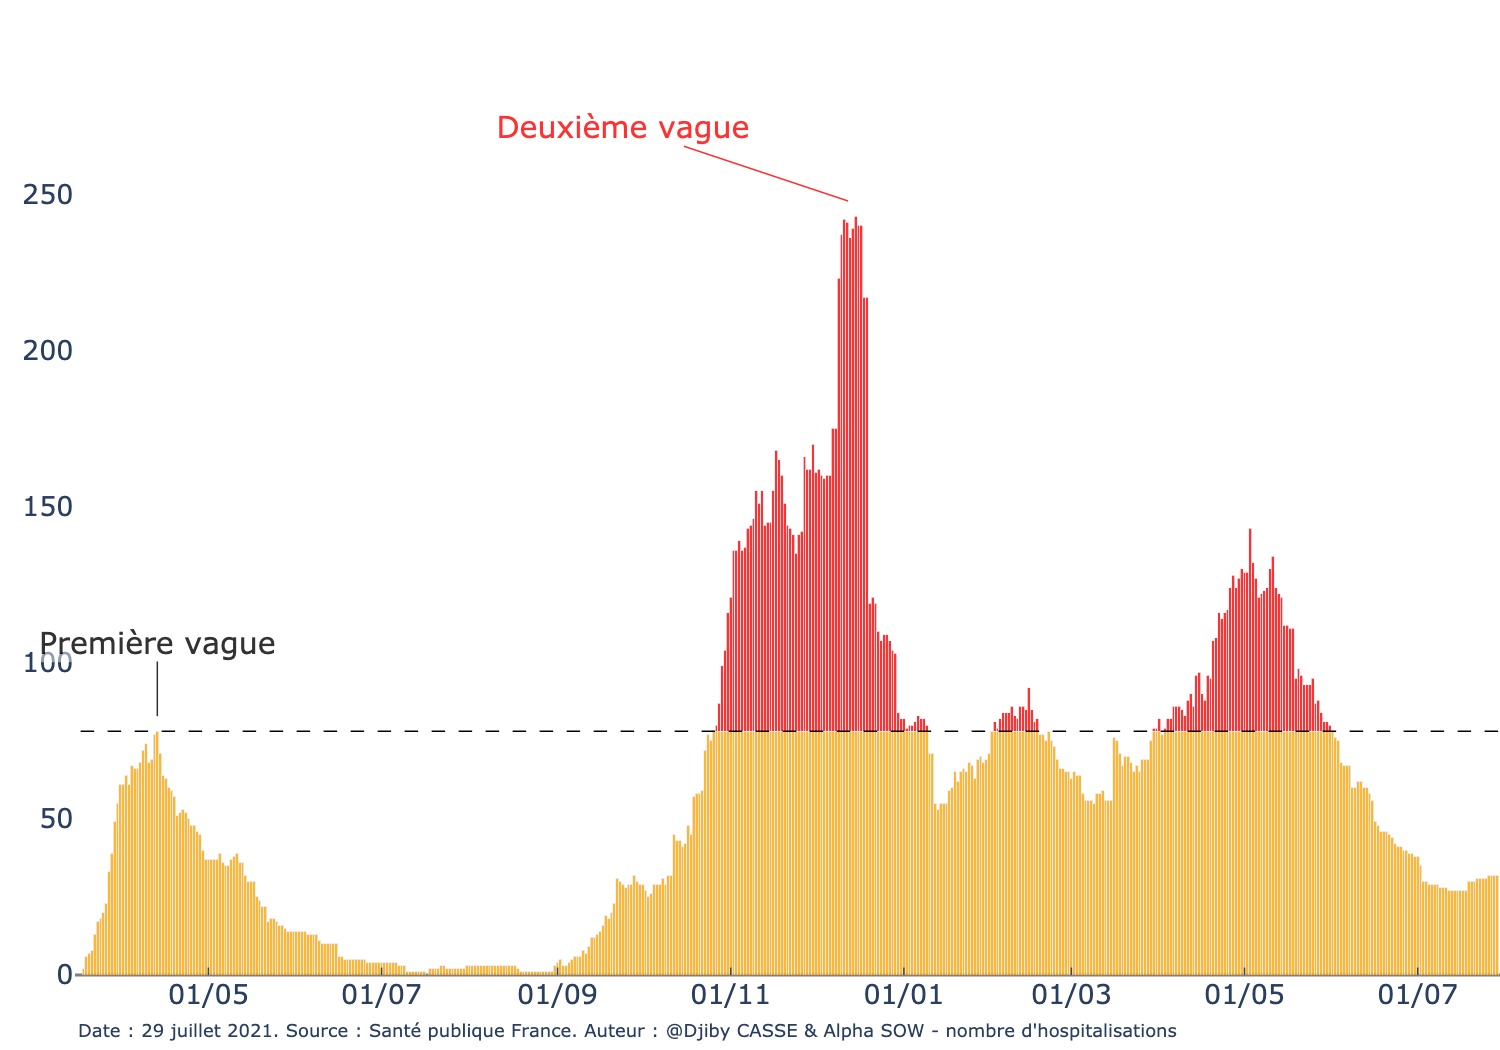 Deuxième vague
250
200
150
Première vague
100
50
0
01/05 01/07 01/09 01/11 01/01 01/03 01/05 01/07
Date : 29 juillet 2021. Source : Santé publique France. Auteur : @Djiby CASSE & Alpha SOW - nombre d'hospitalisations